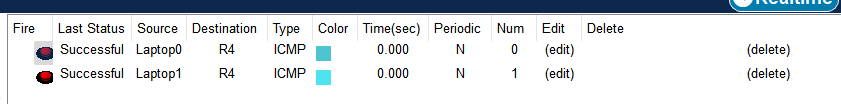 Realtime
Fire Last Status Source Destination Type Color Time(sec) Periodic Num Edit Delete
Successful Laptop0 R4 ICMP 0.000 N 0 (edit) (delete)
Successful Laptop1 R4 ICMP 0.000 N 1 (edit) (delete)